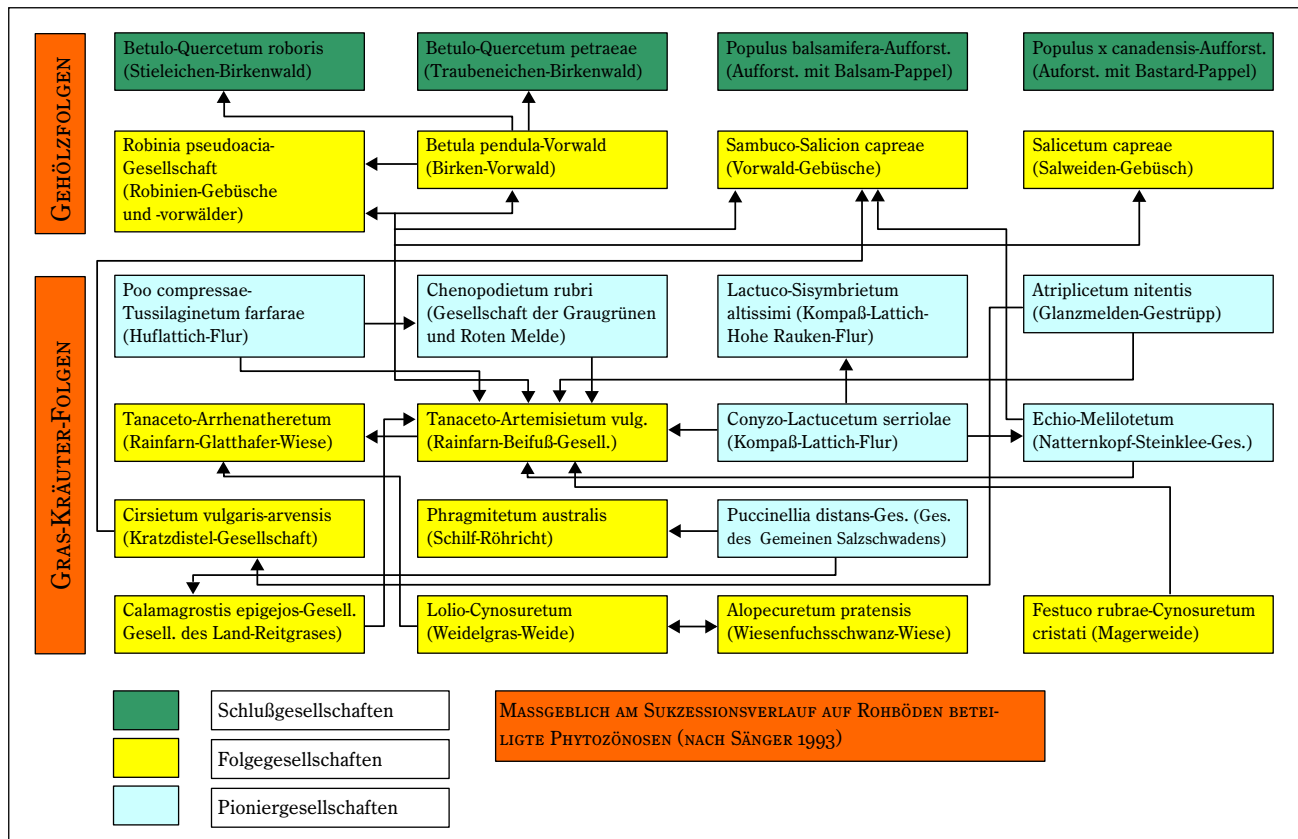 GEHÖLZFOLGEN
Betulo-Quercetum roboris
(Stieleichen-Birkenwald)
Betulo-Quercetum petraeae
(Traubeneichen-Birkenwald)
Populus balsamifera-Aufforst.
(Aufforst. mit Balsam-Pappel)
Populus x canadensis-Aufforst.
(Auforst. mit Bastard-Pappel)
Robinia pseudoacia-
Gesellschaft
(Robinien-Gebüsche
und -vorwälder)
Betula pendula-Vorwald
(Birken-Vorwald)
Sambuco-Salicion capreae
(Vorwald-Gebüsche)
Salicetum capreae
(Salweiden-Gebüsch)
GRAS-KRÄUTER-FOLGEN
Poo compressae-
Tussilaginetum farfarae
(Huflattich-Flur)
Chenopodietum rubri
(Gesellschaft der Graugrünen
und Roten Melde)
Lactuco-Sisymbrietum
altissimi (Kompaß-Lattich-
Hohe Rauken-Flur)
Atriplicetum nitentis
(Glanzmelden-Gestrüpp)
Tanaceto-Arrhenatheretum
(Rainfarn-Glatthafer-Wiese)
Tanaceto-Artemisietum vulg.
(Rainfarn-Beifuß-Gesell.)
Conyzo-Lactucetum serriolae
(Kompaß-Lattich-Flur)
Echio-Melilotetum
(Natternkopf-Steinklee-Ges.)
Cirsietum vulgaris-arvensis
(Kratzdistel-Gesellschaft)
Phragmitetum australis
(Schilf-Röhricht)
Puccinellia distans-Ges. (Ges.
des Gemeinen Salzschwadens)
Calamagrostis epigejos-Gesell.
Gesell. des Land-Reitgrases)
Lolio-Cynosuretum
(Weidelgras-Weide)
Alopecuretum pratensis
(Wiesenfuchsschwanz-Wiese)
Festuco rubrae-Cynosuretum
cristati (Magerweide)
Schlußgesellschaften
Folgegesellschaften
Pioniergesellschaften
MASSGEBLICH AM SUKZESSIONSVERLAUF AUF ROHBÖDEN BETEI-
LIGTE PHYTOZÖNOSEN (NACH SÄNGER 1993)